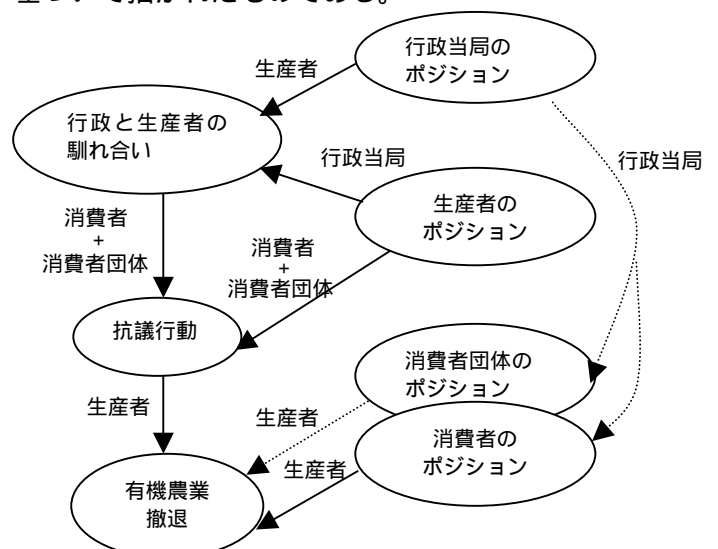 行政当局の
ポジション
生産者
行政と生産者の
馴れ合い
行政当局
行政当局
生産者の
ポジション
消費者
+
消費者団体
消費者
+
消費者団体
抗議行動
消費者団体の
ポジション
生産者
生産者
消費者の
ポジション
生産者
有機農業
撤退